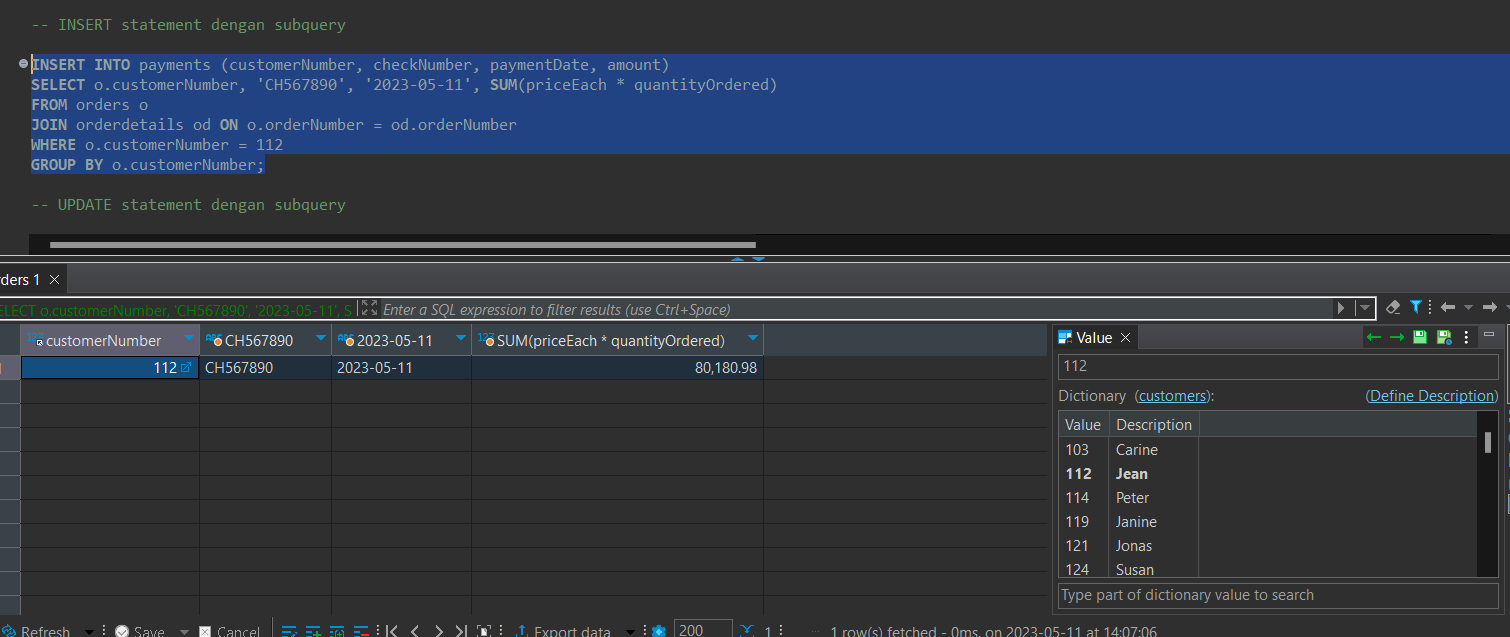 -- INSERT statement dengan subquery
INSERT INTO payments (customerNumber, checkNumber, paymentDate, amount)
SELECT o.customerNumber, 'CH567890', '2023-05-11', SUM(priceEach * quantityOrdered)
FROM orders o
JOIN orderdetails od ON o.orderNumber = od.orderNumber
WHERE o.customerNumber = 112
GROUP BY o.customerNumber;
-- UPDATE statement dengan subquery
ders 1
ELECT o.customerNumber, 'CH567890', '2023-05-11', S
Enter a SQL expression to filter results (use Ctrl+Space)
customerNumber CH567890 2023-05-11 123 SUM(priceEach * quantityOrdered)
112 CH567890 2023-05-11 80,180.98
Value
112
Dictionary (customers): (Define Description)
Value Description
103 Carine
112 Jean
114 Peter
119 Janine
121 Jonas
124 Susan
Type part of dictionary value to search
Refresh Save Cancel Export data 200 1 1 row(s) fetched - 0ms, on 2023-05-11 at 14:07:06